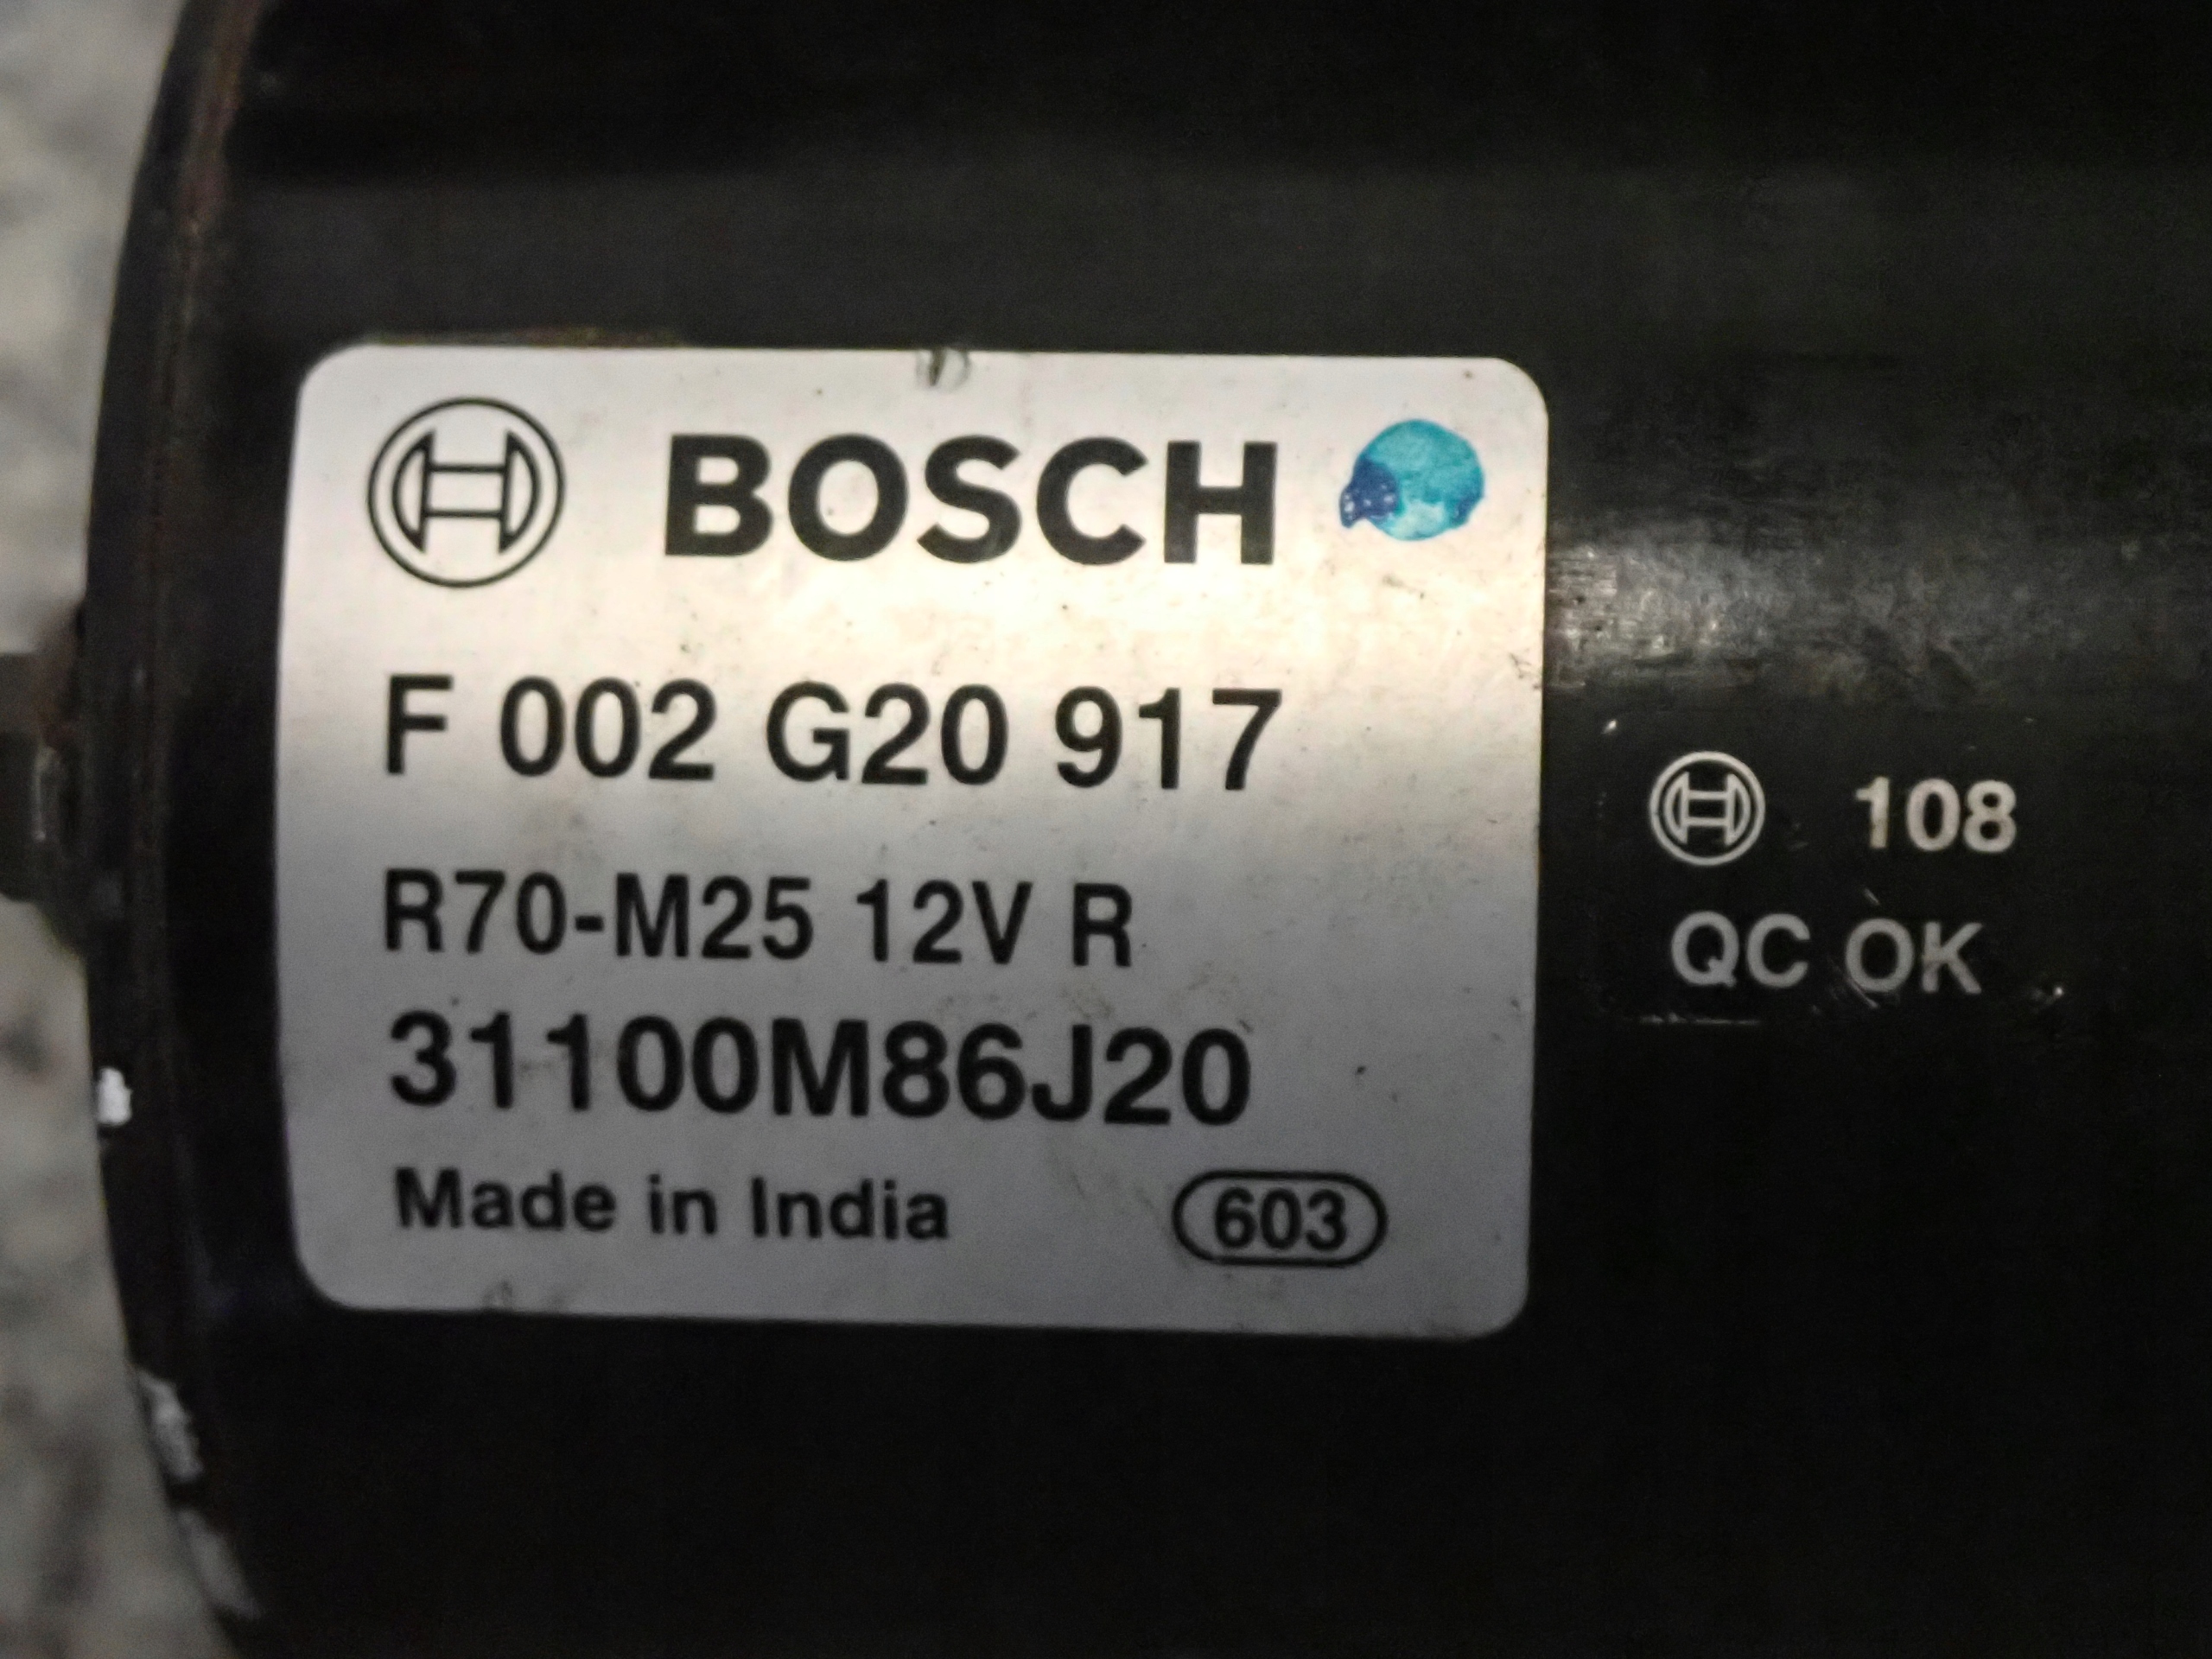 BOSCH
F 002 G20 917
R70-M25 12V R
31100M86J20
Made in India 603
108
QC OK